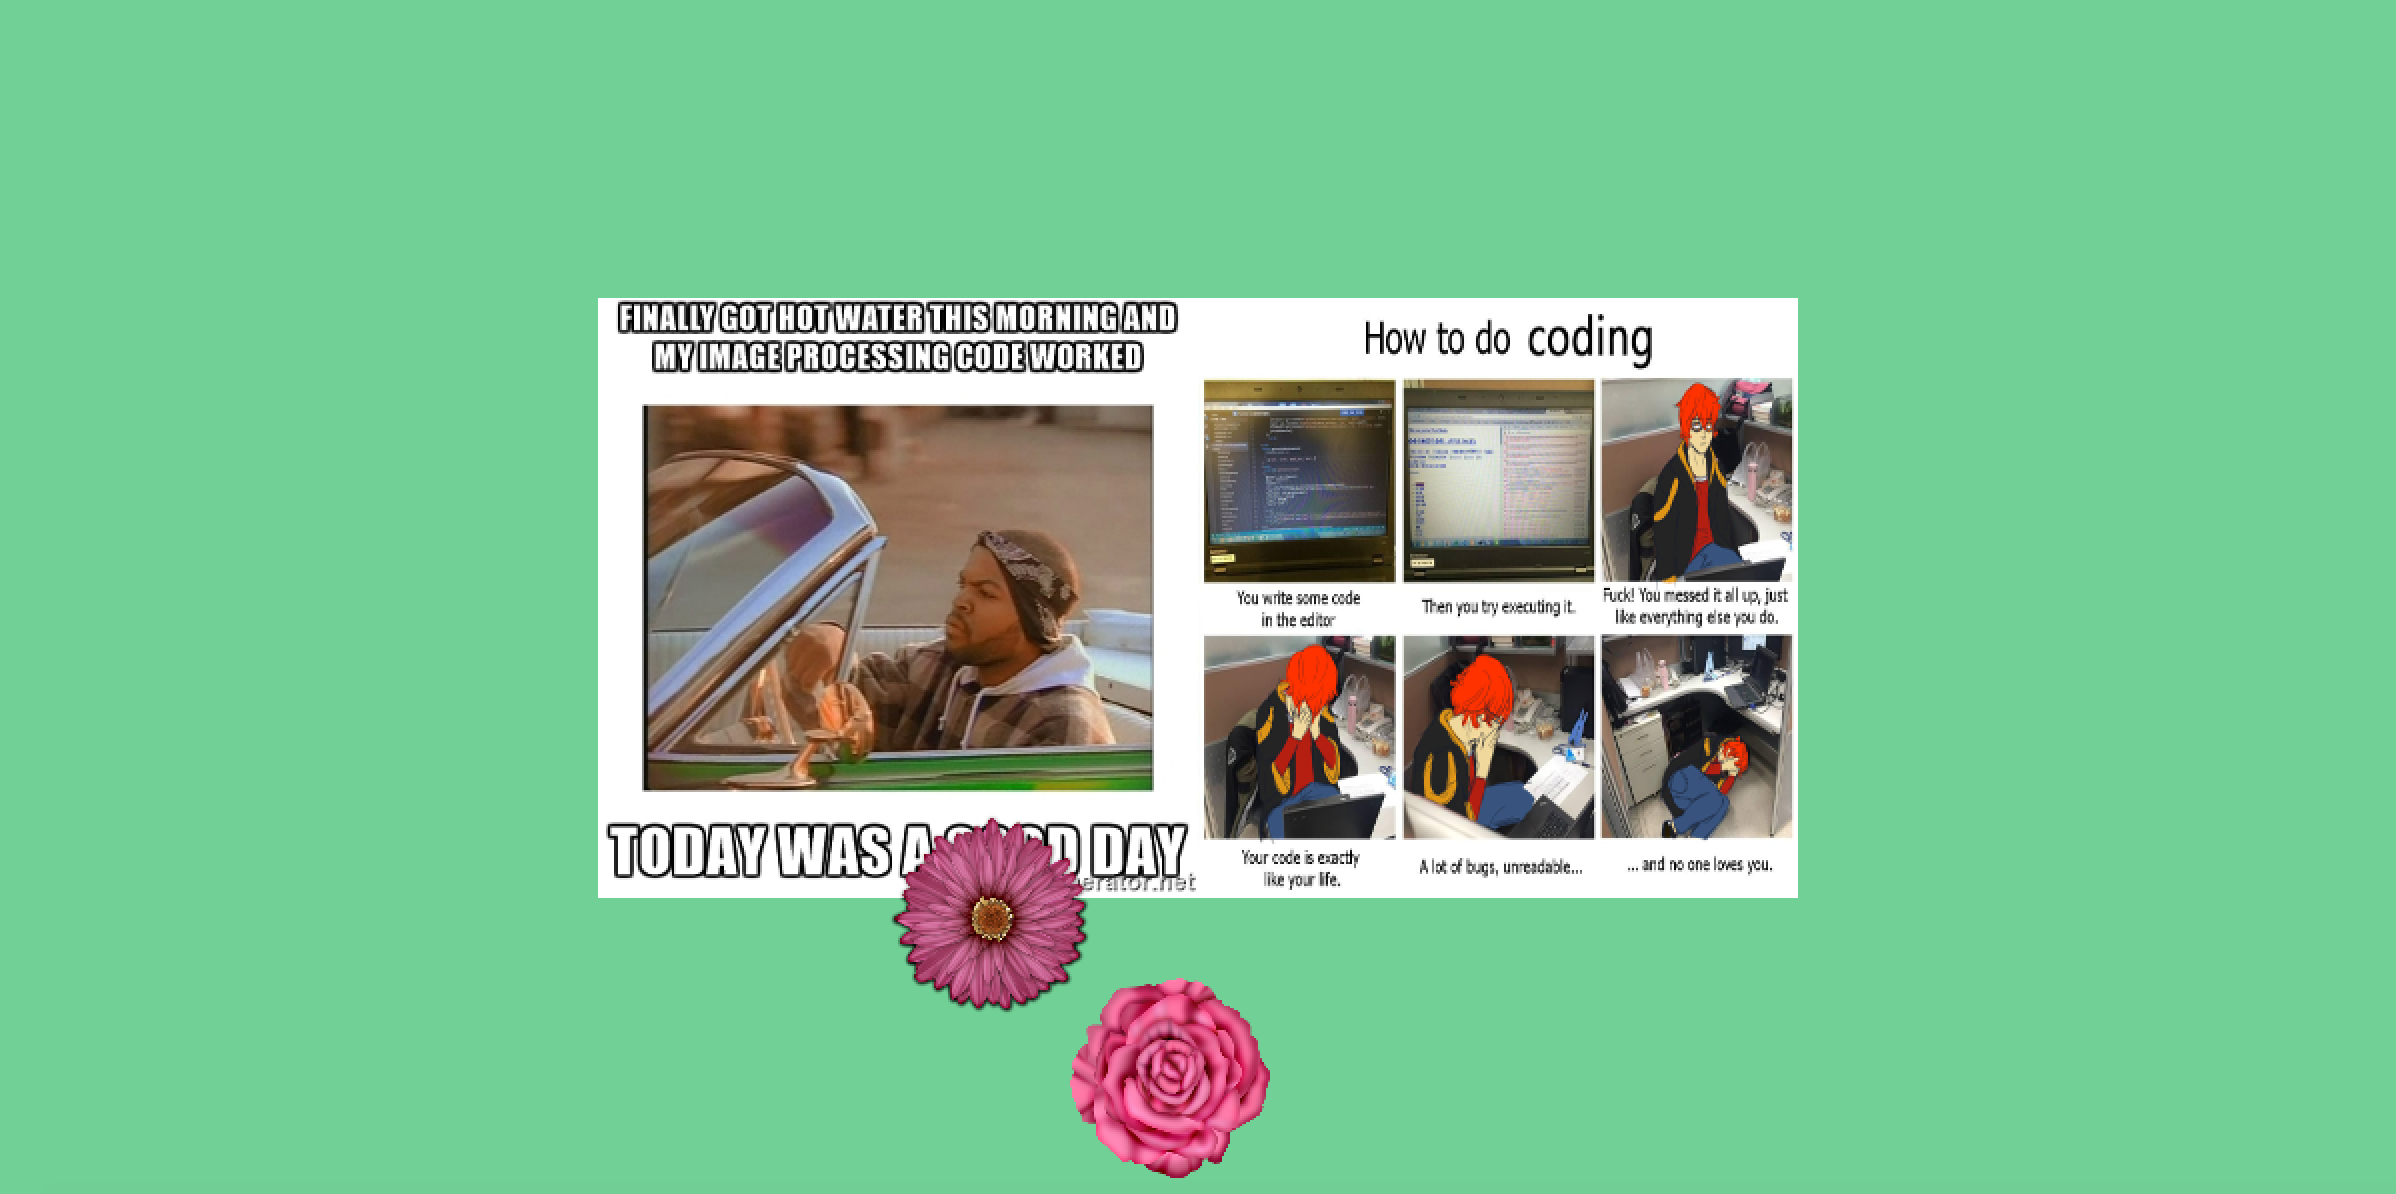 FINALLY GOT HOT WATER THIS MORNING AND
MY IMAGE PROCESSING CODE WORKED
TODAY WAS A D DAY
erator.net
How to do coding
You write some code
in the editor
Then you try executing it.
Fuck! You messed it all up, just
like everything else you do.
Your code is exactly
like your life.
A lot of bugs, unreadable...
... and no one loves you.